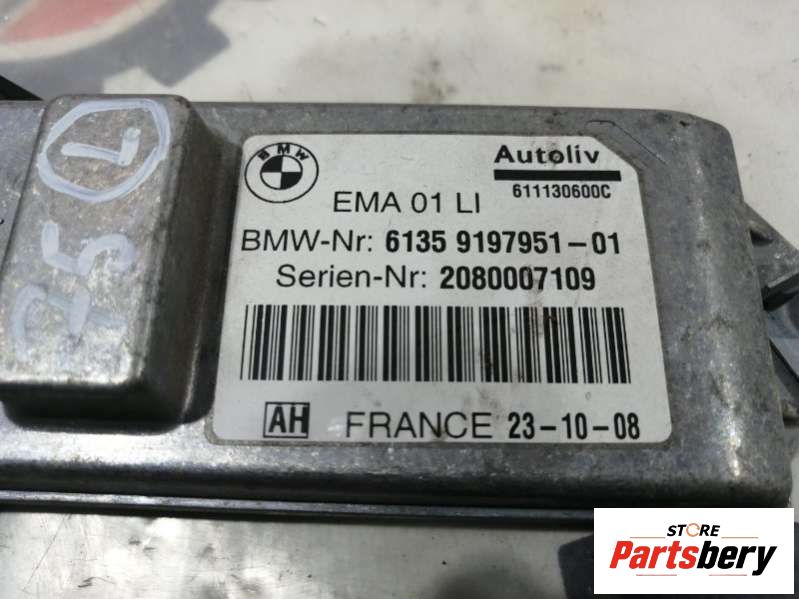 L
75
BMW
Autoliv
611130600C
EMA 01 LI
BMW-Nr: 6135 9197951-01
Serien-Nr: 2080007109
AH FRANCE 23-10-08
STORE
Partsbery